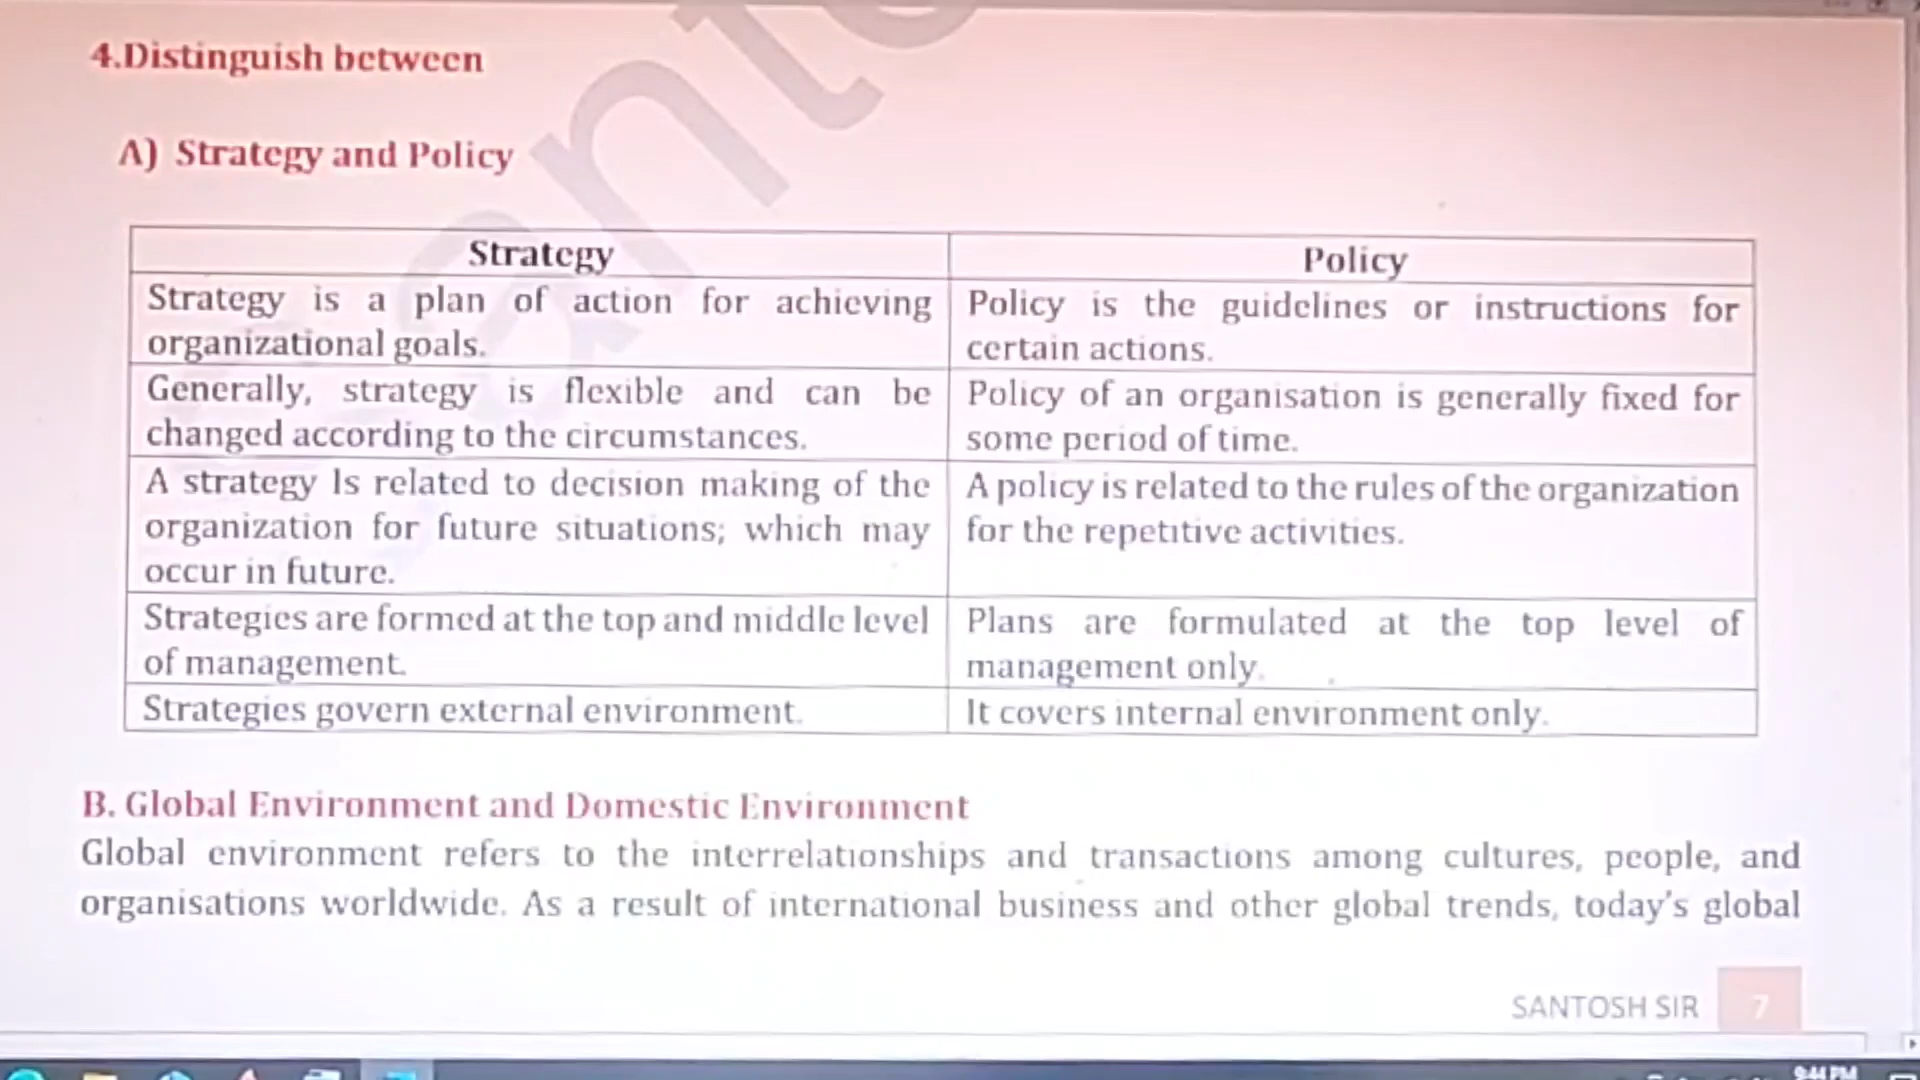 4.Distinguish between
A) Strategy and Policy
Strategy
Policy
Strategy is a plan of action for achieving
organizational goals.
Policy is the guidelines or instructions for
certain actions.
Generally, strategy is flexible and can be
changed according to the circumstances.
Policy of an organisation is generally fixed for
some period of time.
A strategy Is related to decision making of the
organization for future situations; which may
occur in future.
A policy is related to the rules of the organization
for the repetitive activities.
Strategies are formed at the top and middle level
of management.
Plans are formulated at the top level of
management only.
Strategies govern external environment.
It covers internal environment only.
B. Global Environment and Domestic Environment
Global environment refers to the interrelationships and transactions among cultures, people, and
organisations worldwide. As a result of international business and other global trends, today's global
SANTOSH SIR 7
9:44 PM